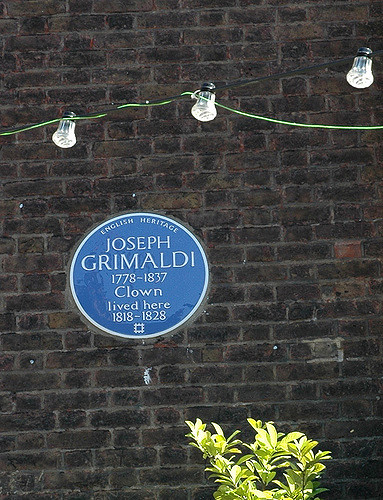 ENGLISH HERITAGE
JOSEPH
GRIMALDI
1778-1837
Clown
lived here
1818-1828